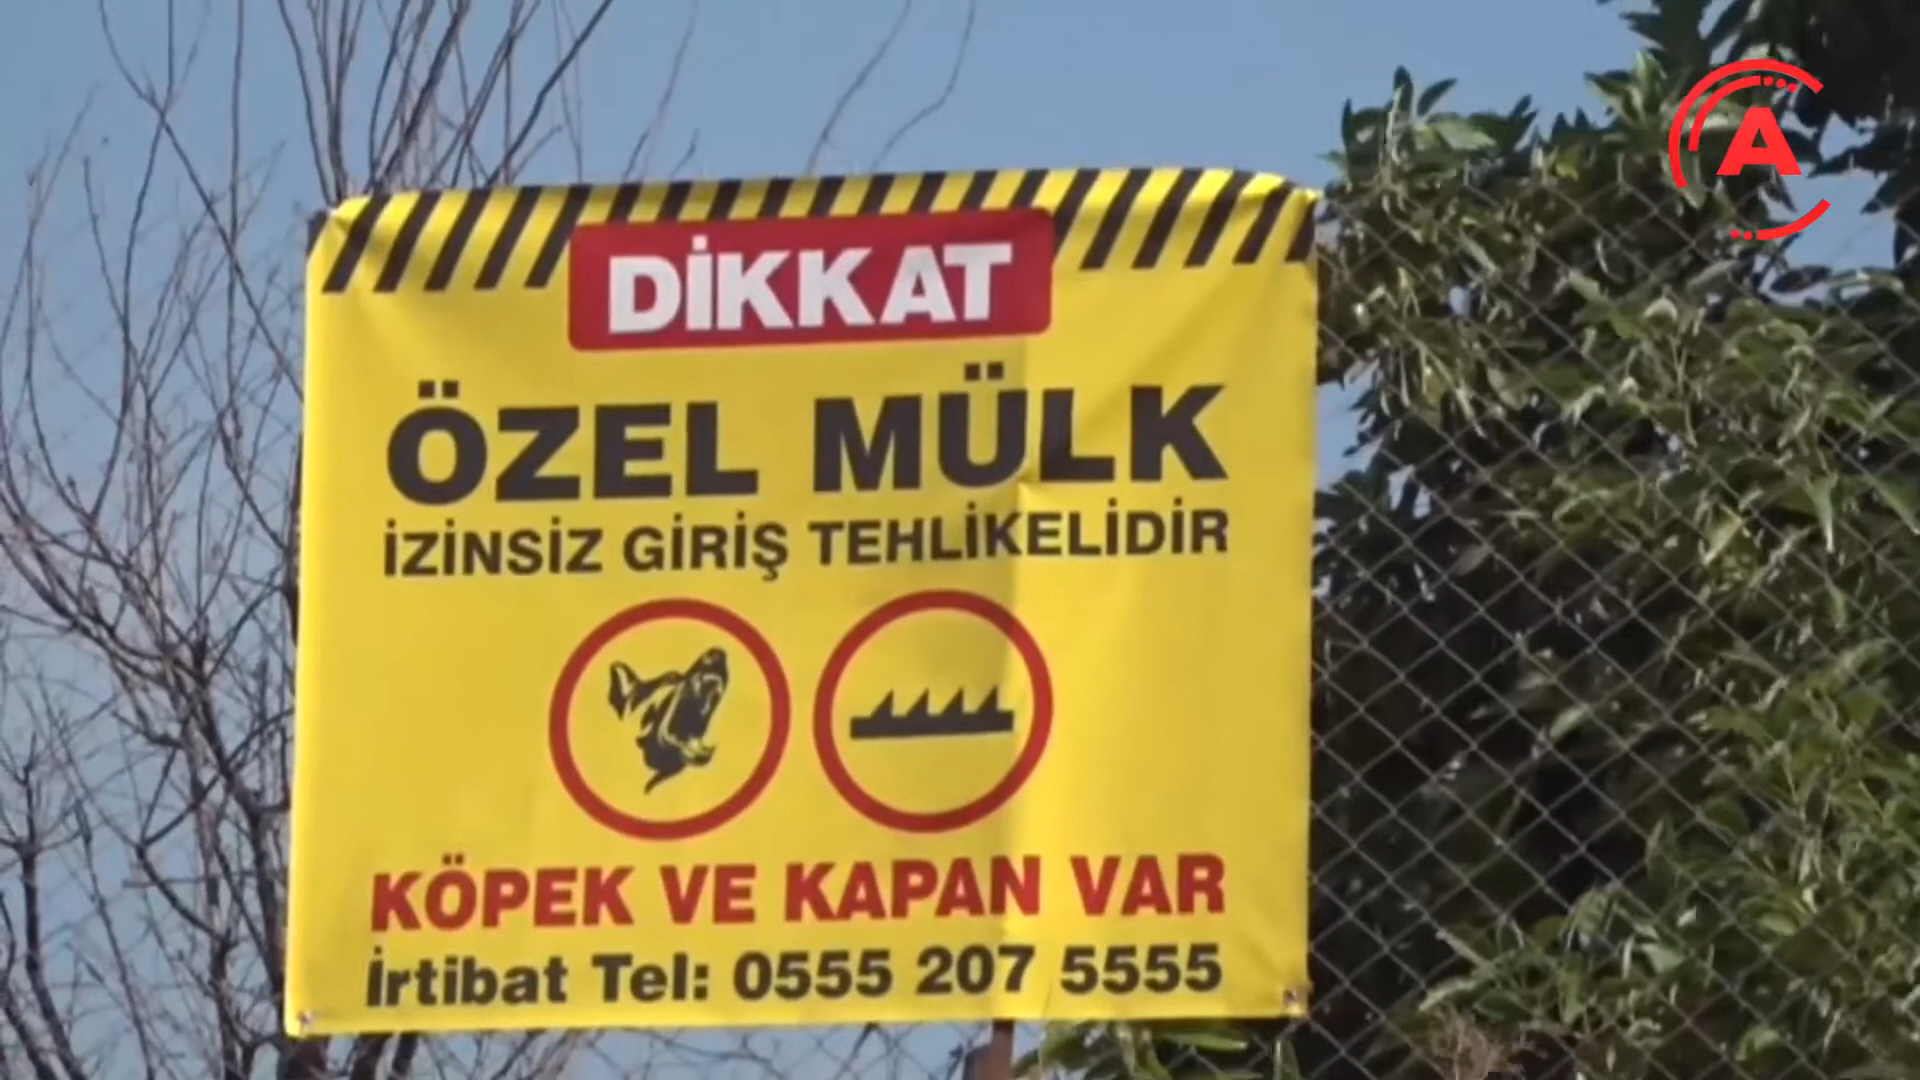 A
DİKKAT
ÖZEL MÜLK
İZİNSİZ GİRİŞ TEHLİKELİDİR
KÖPEK VE KAPAN VAR
İrtibat Tel: 0555 207 5555